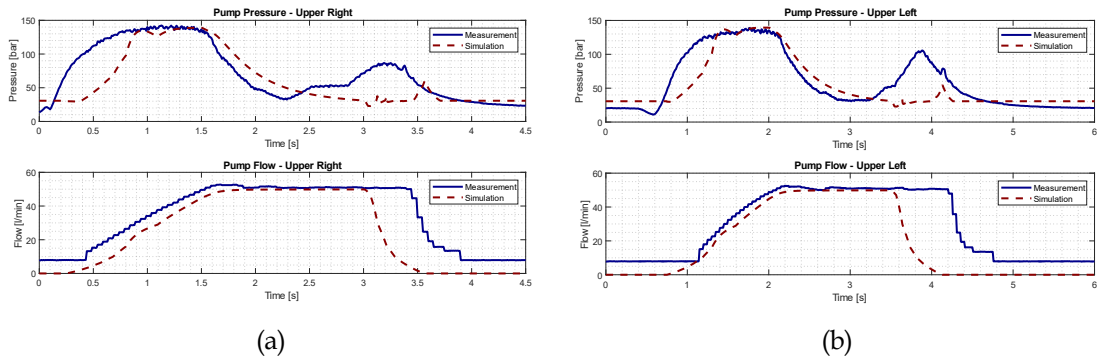 Pump Pressure - Upper Right
150
100
50
0
Pressure [bar]
Measurement
Simulation
0 0.5 1 1.5 2 2.5 3 3.5 4 4.5
Time [s]
Pump Flow - Upper Right
60
40
20
0
Flow [l/min]
Measurement
Simulation
0 0.5 1 1.5 2 2.5 3 3.5 4 4.5
Time [s]
(a)
Pump Pressure - Upper Left
150
100
50
0
Pressure [bar]
Measurement
Simulation
0 1 2 3 4 5 6
Time [s]
Pump Flow - Upper Left
60
40
20
0
Flow [l/min]
Measurement
Simulation
0 1 2 3 4 5 6
Time [s]
(b)